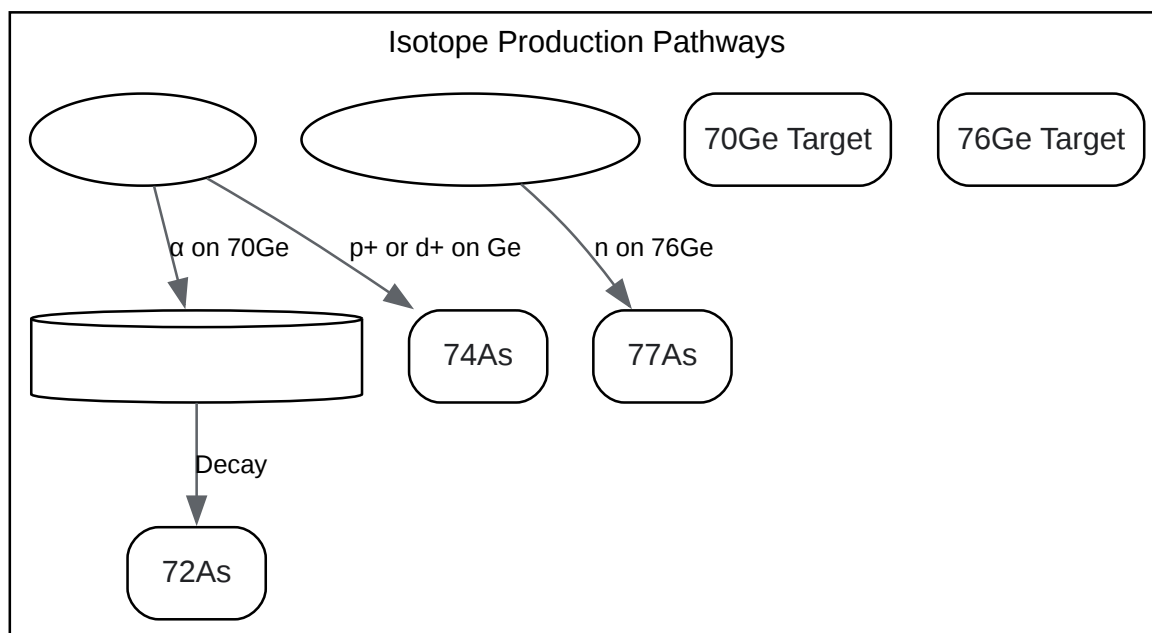 Isotope Production Pathways
70Ge Target
76Ge Target
α on 70Ge
p+ or d+ on Ge
n on 76Ge
74As
77As
Decay
72As